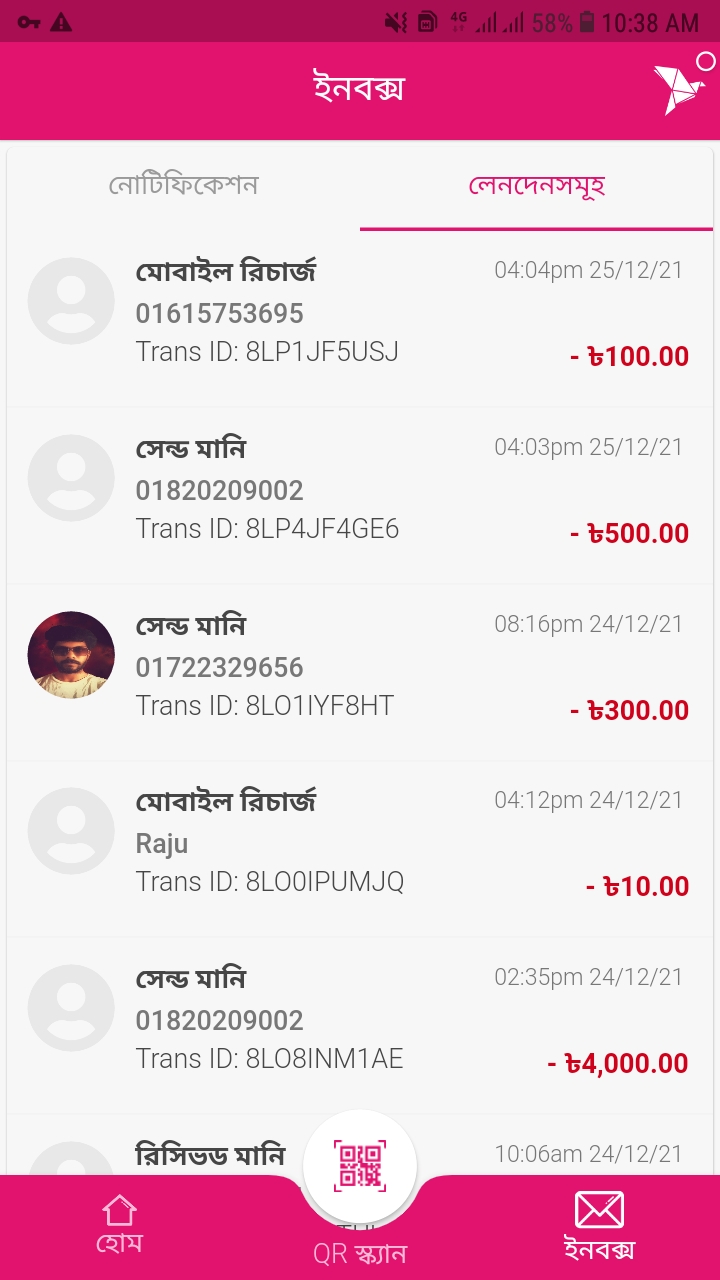 4G 58% 10:38 AM
ইনবক্স
নোটিফিকেশন লেনদেনসমূহ
মোবাইল রিচার্জ 04:04pm 25/12/21
01615753695
Trans ID: 8LP1JF5USJ - ৳100.00
সেন্ড মানি 04:03pm 25/12/21
01820209002
Trans ID: 8LP4JF4GE6 - ৳500.00
সেন্ড মানি 08:16pm 24/12/21
01722329656
Trans ID: 8LO1IYF8HT - ৳300.00
মোবাইল রিচার্জ 04:12pm 24/12/21
Raju
Trans ID: 8LO0IPUMJQ - ৳10.00
সেন্ড মানি 02:35pm 24/12/21
01820209002
Trans ID: 8LO8INM1AE - ৳4,000.00
রিসিভড মানি 10:06am 24/12/21
হোম QR স্ক্যান ইনবক্স